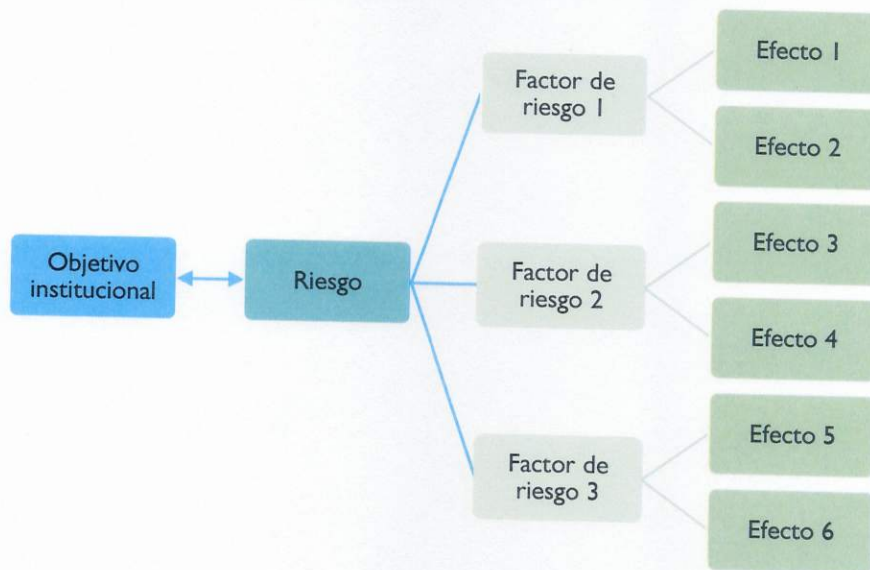 Objetivo
institucional
Riesgo
Factor de
riesgo 1
Efecto 1
Efecto 2
Factor de
riesgo 2
Efecto 3
Efecto 4
Factor de
riesgo 3
Efecto 5
Efecto 6